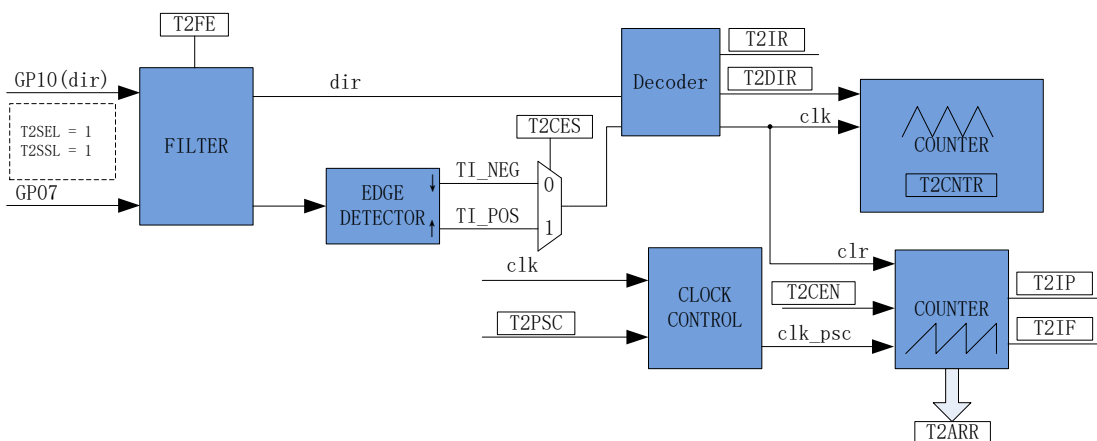 T2FE
T2IR
GP10(dir)
dir
Decoder
T2DIR
T2SEL = 1
T2SSL = 1
FILTER
T2CES
clk
COUNTER
T2CNTR
GP07
EDGE
DETECTOR
TI_NEG
0
TI_POS
1
clk
clr
CLOCK
CONTROL
T2CEN
COUNTER
T2IP
T2PSC
clk_psc
T2IF
T2ARR